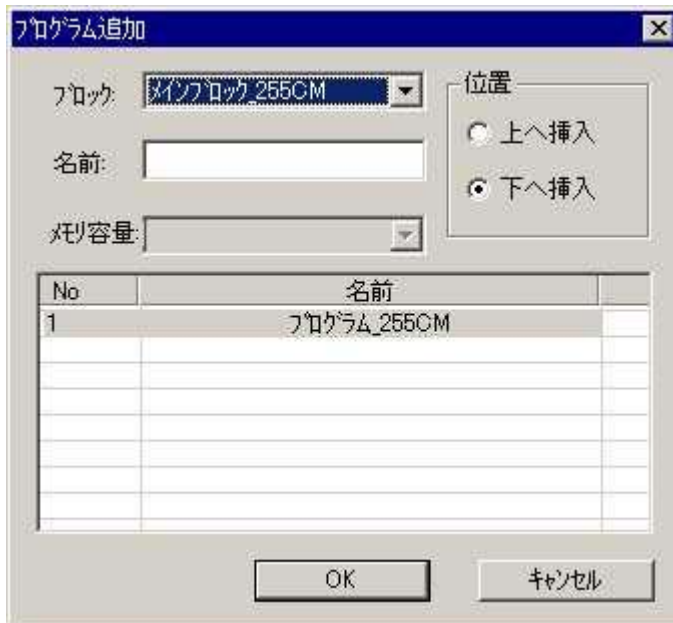 ﾌﾟﾛｸﾞﾗﾑ追加
ﾌﾞﾛｯｸ:
ﾒｲﾝﾌﾞﾛｯｸ_255CM
位置
上へ挿入
名前:
下へ挿入
ﾒﾓﾘ容量:
No 名前
1 ﾌﾟﾛｸﾞﾗﾑ_255CM
OK ｷｬﾝｾﾙ